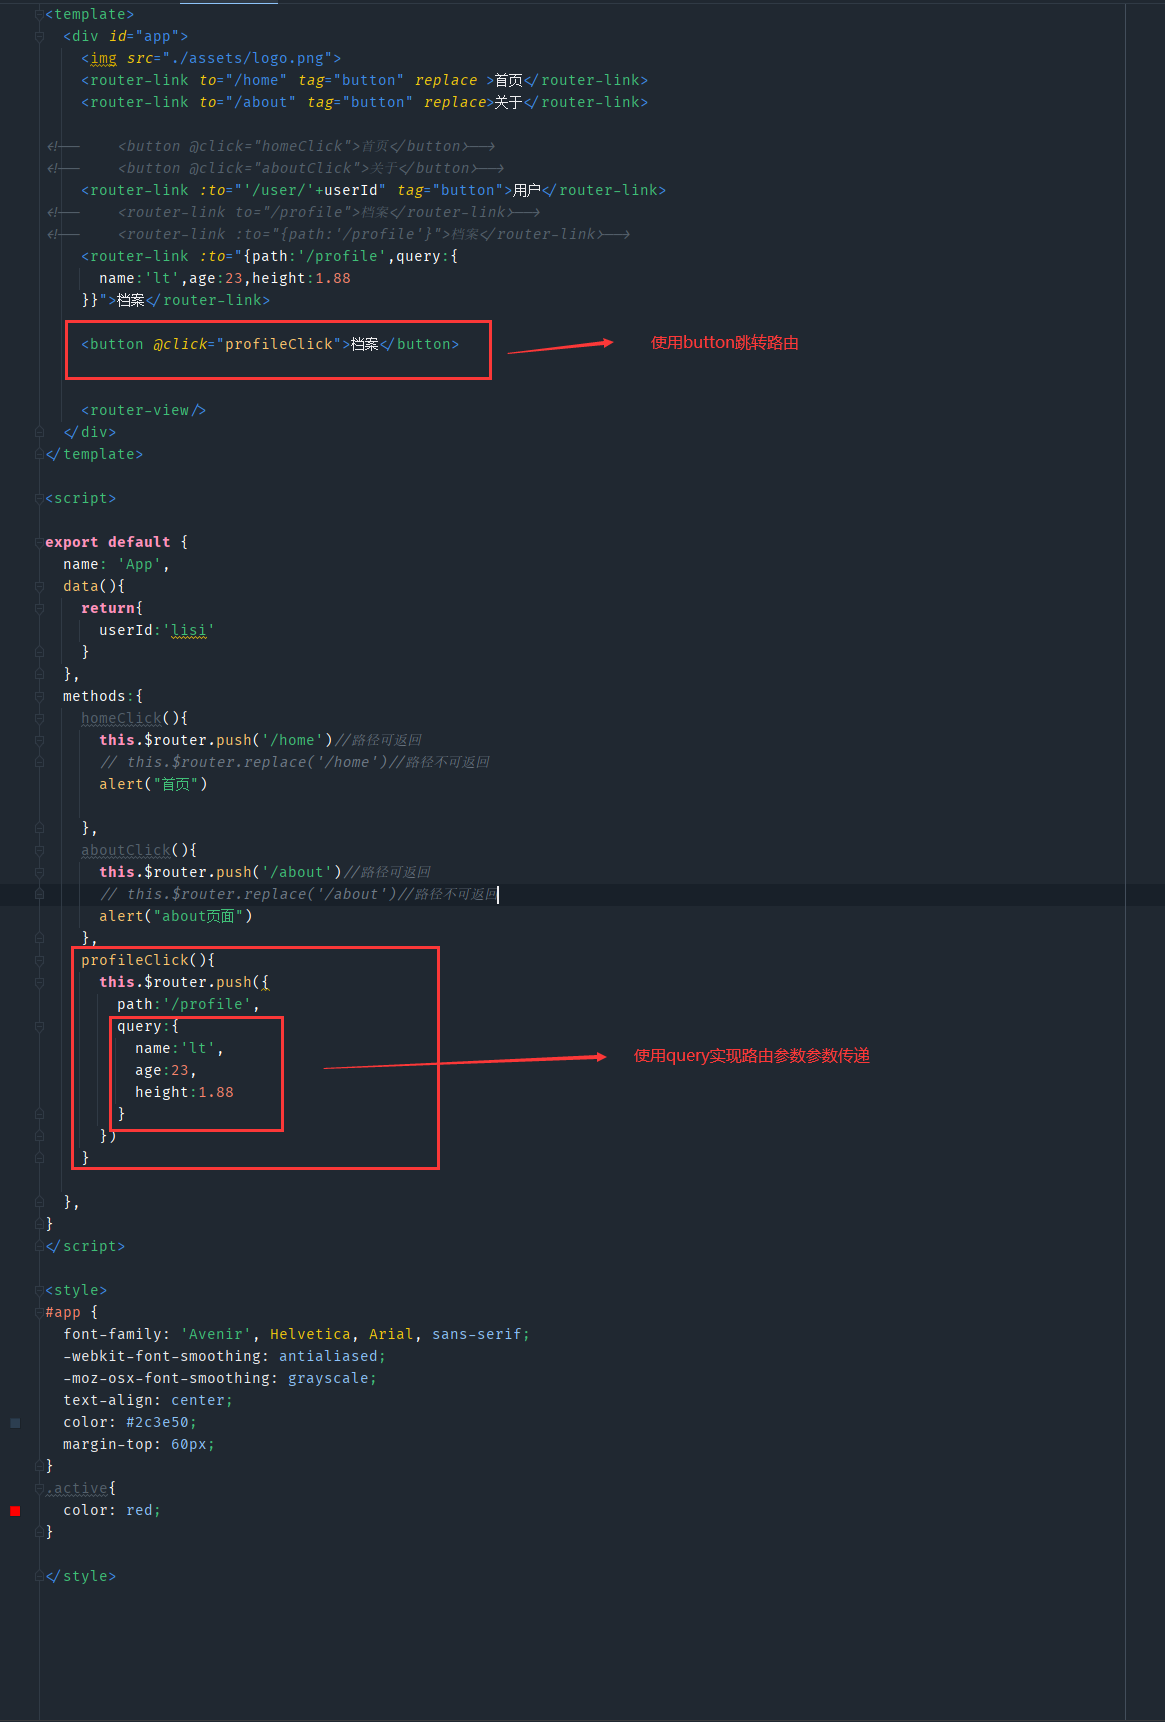 <template>
<div id="app">
<img src="./assets/logo.png">
<router-link to="/home" tag="button" replace >首页</router-link>
<router-link to="/about" tag="button" replace>关于</router-link>
<!-- <button @click="homeClick">首页</button>-->
<!-- <button @click="aboutClick">关于</button>-->
<router-link :to="'/user/'+userId" tag="button">用户</router-link>
<!-- <router-link to="/profile">档案</router-link>-->
<!-- <router-link :to="{path:'/profile'}">档案</router-link>-->
<router-link :to="{path:'/profile',query:{
name:'lt',age:23,height:1.88
}}">档案</router-link>
<button @click="profileClick">档案</button> 使用button跳转路由
<router-view/>
</div>
</template>
<script>
export default {
name: 'App',
data(){
return{
userId:'lisi'
}
},
methods:{
homeClick(){
this.$router.push('/home')//路径可返回
// this.$router.replace('/home')//路径不可返回
alert("首页")
},
aboutClick(){
this.$router.push('/about')//路径可返回
// this.$router.replace('/about')//路径不可返回
alert("about页面")
},
profileClick(){
this.$router.push({
path:'/profile',
query:{
name:'lt', 使用query实现路由参数参数传递
age:23,
height:1.88
}
})
}
},
}
</script>
<style>
#app {
font-family: 'Avenir', Helvetica, Arial, sans-serif;
-webkit-font-smoothing: antialiased;
-moz-osx-font-smoothing: grayscale;
text-align: center;
color: #2c3e50;
margin-top: 60px;
}
.active{
color: red;
}
</style>